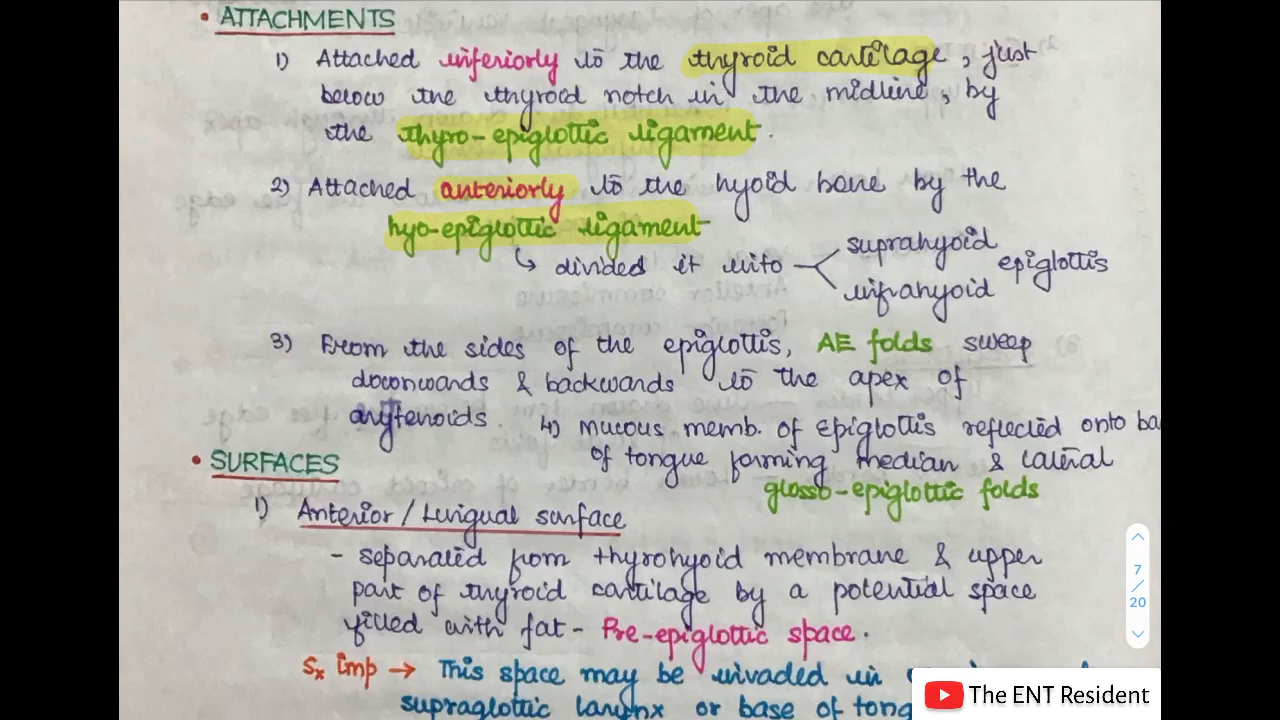 • ATTACHMENTS
1) Attached inferiorly to the thyroid cartilage, just
below the thyroid notch in the midline, by
the thyro-epiglottic ligament.
2) Attached anteriorly to the hyoid bone by the
hyo-epiglottic ligament
↳ divided it into suprahyoid epiglottis
infrahyoid
3) From the sides of the epiglottis, AE folds sweep
downwards & backwards to the apex of
arytenoids.
4) mucous memb. of epiglottis reflected onto
of tongue forming median & lateral
glosso-epiglottic folds
• SURFACES
1) Anterior / Lingual surface
- separated from thyrohyoid membrane & upper
part of thyroid cartilage by a potential space
filled with fat - Pre-epiglottic space.
Sx imp → This space may be invaded in
supraglottic larynx or base of
7
/
20
The ENT Resident